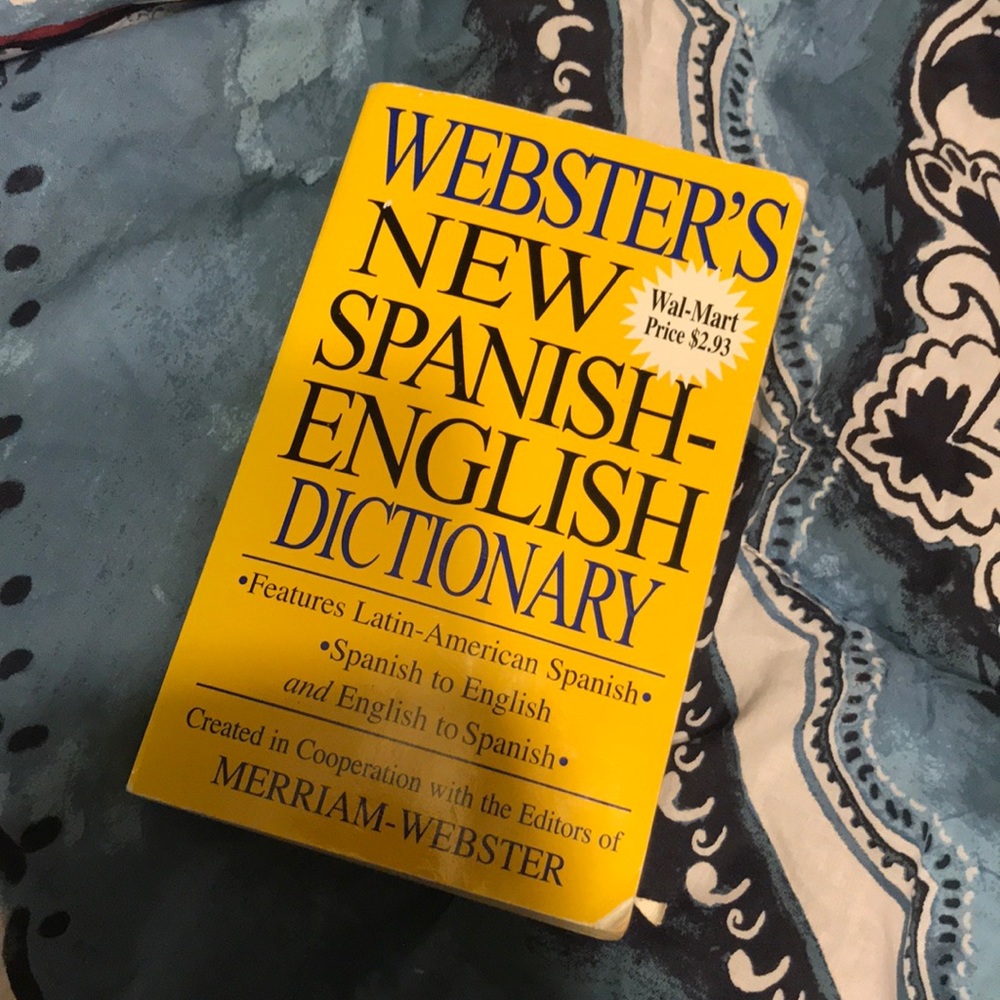 WEBSTER'S
NEW
Wal-Mart
Price $2.93
SPANISH-
ENGLISH
DICTIONARY
•Features Latin-American Spanish•
•Spanish to English
and English to Spanish•
Created in Cooperation with the Editors of
MERRIAM-WEBSTER